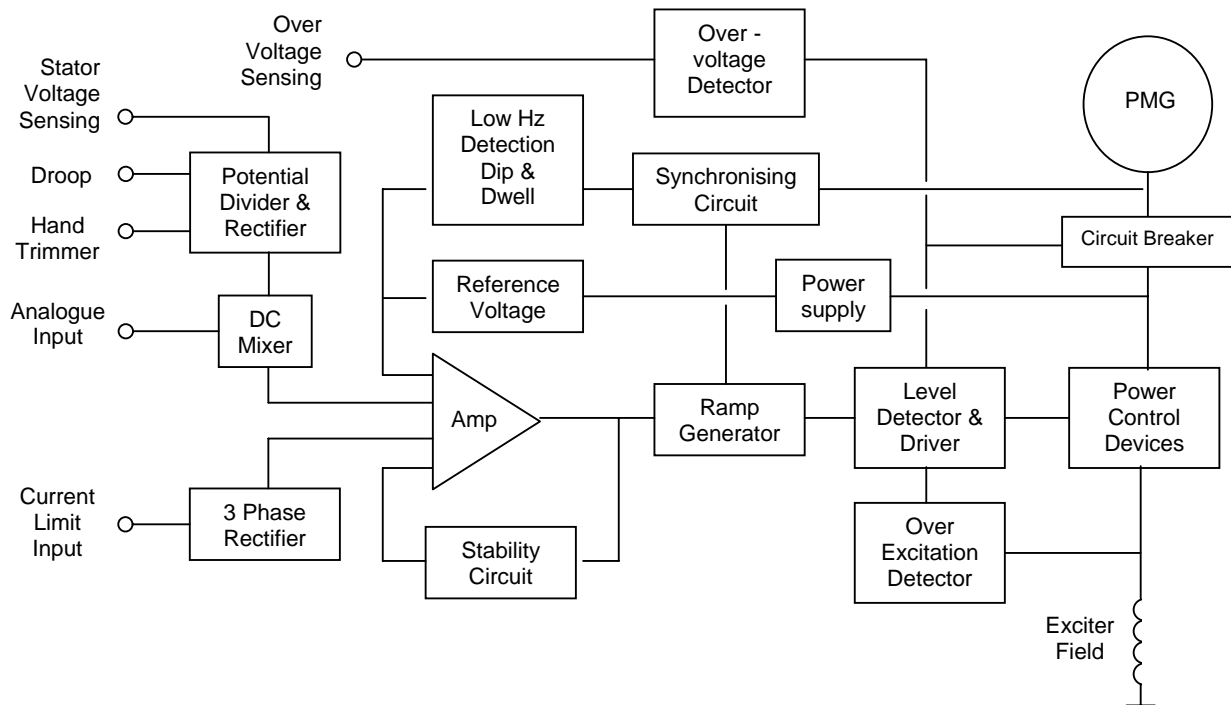 Over
Voltage
Sensing
Over -
voltage
Detector
PMG
Stator
Voltage
Sensing
Low Hz
Detection
Dip &
Dwell
Droop
Potential
Divider &
Rectifier
Synchronising
Circuit
Hand
Trimmer
Circuit Breaker
Analogue
Input
DC
Mixer
Reference
Voltage
Power
supply
Amp
Ramp
Generator
Level
Detector &
Driver
Power
Control
Devices
Current
Limit
Input
3 Phase
Rectifier
Stability
Circuit
Over
Excitation
Detector
Exciter
Field